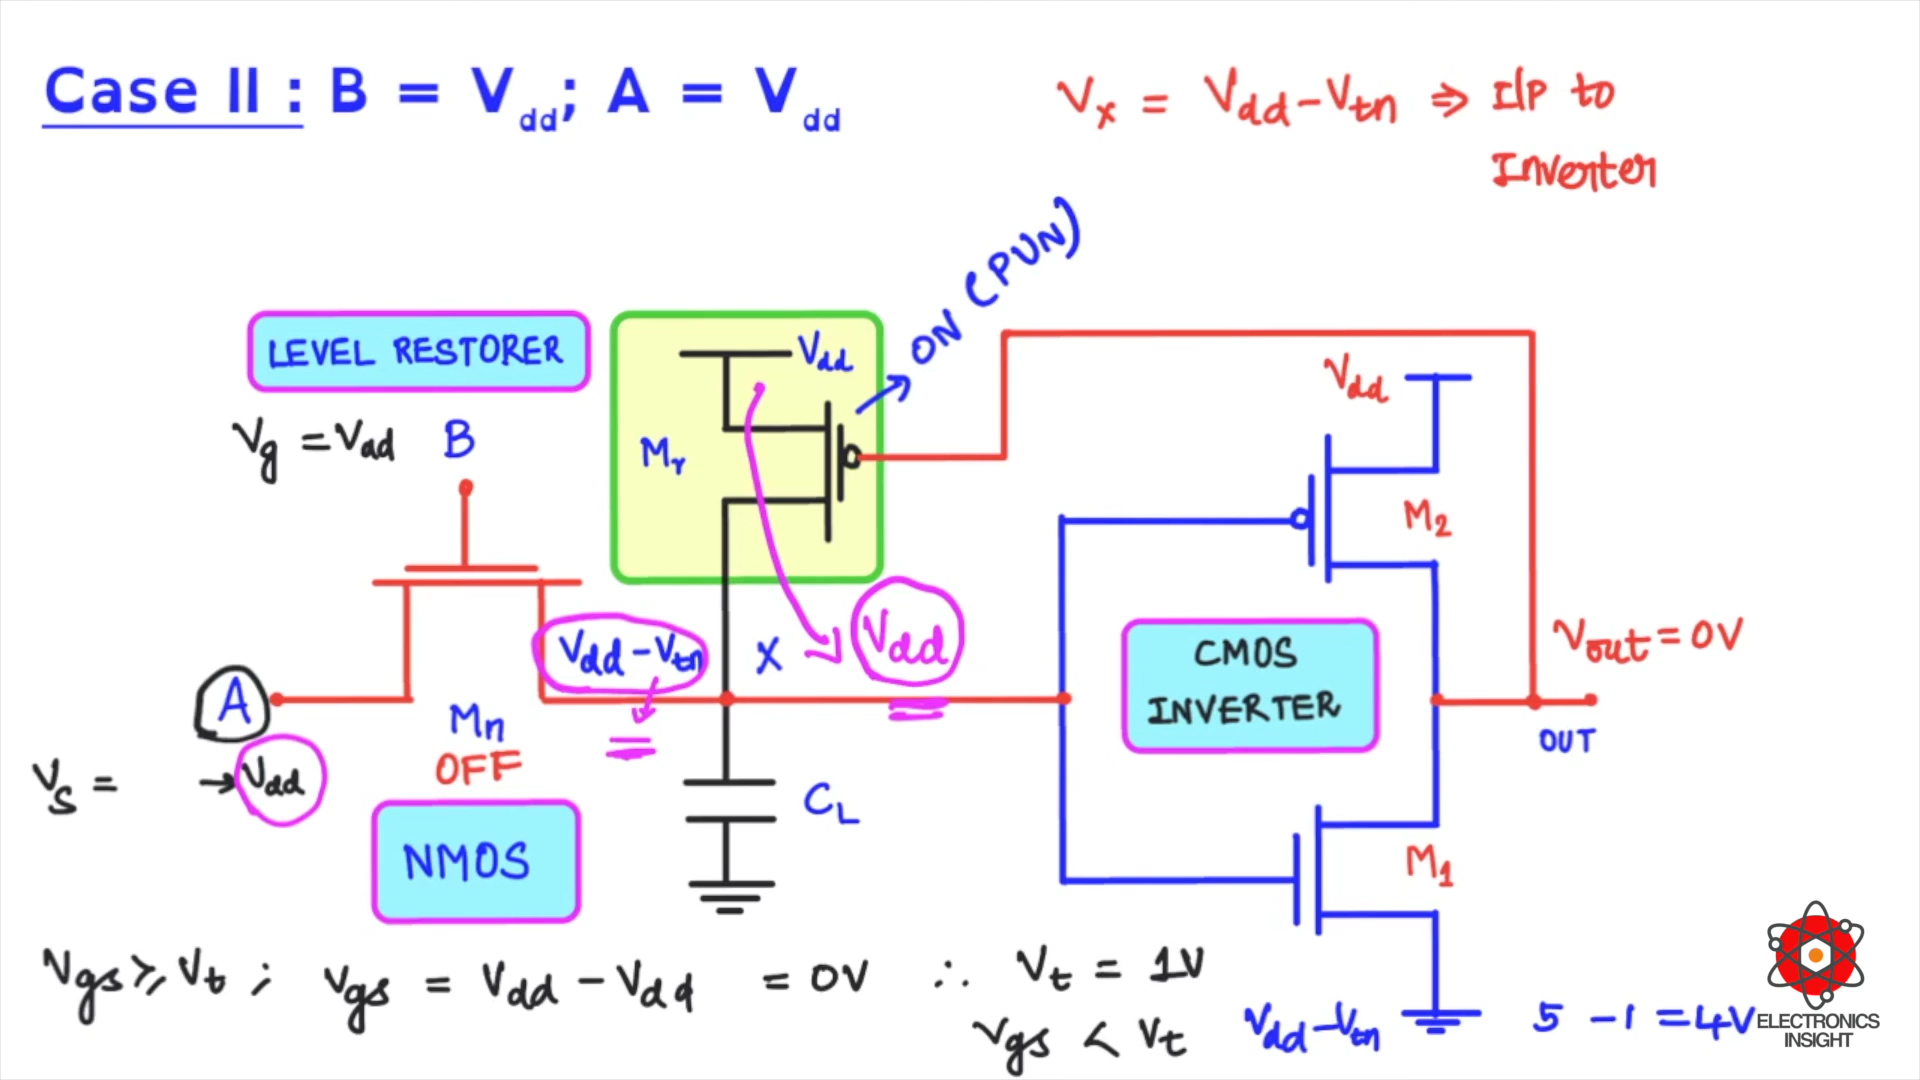 Case II : B = Vdd; A = Vdd
Vx = Vdd - Vtn ⇒ I/P to
Inverter
ON (PUN)
LEVEL RESTORER
Vdd
Vdd
Vg = Vdd
B
Mr
M2
Vdd - Vtn
X
Vdd
CMOS
INVERTER
Vout = 0V
A
Mn
OFF
OUT
Vs = → Vdd
CL
NMOS
M1
Vgs ≥ Vt ; Vgs = Vdd - Vdd = 0V ∴ Vt = 1V
Vgs < Vt
Vdd - Vtn
5 - 1 = 4V
ELECTRONICS
INSIGHT